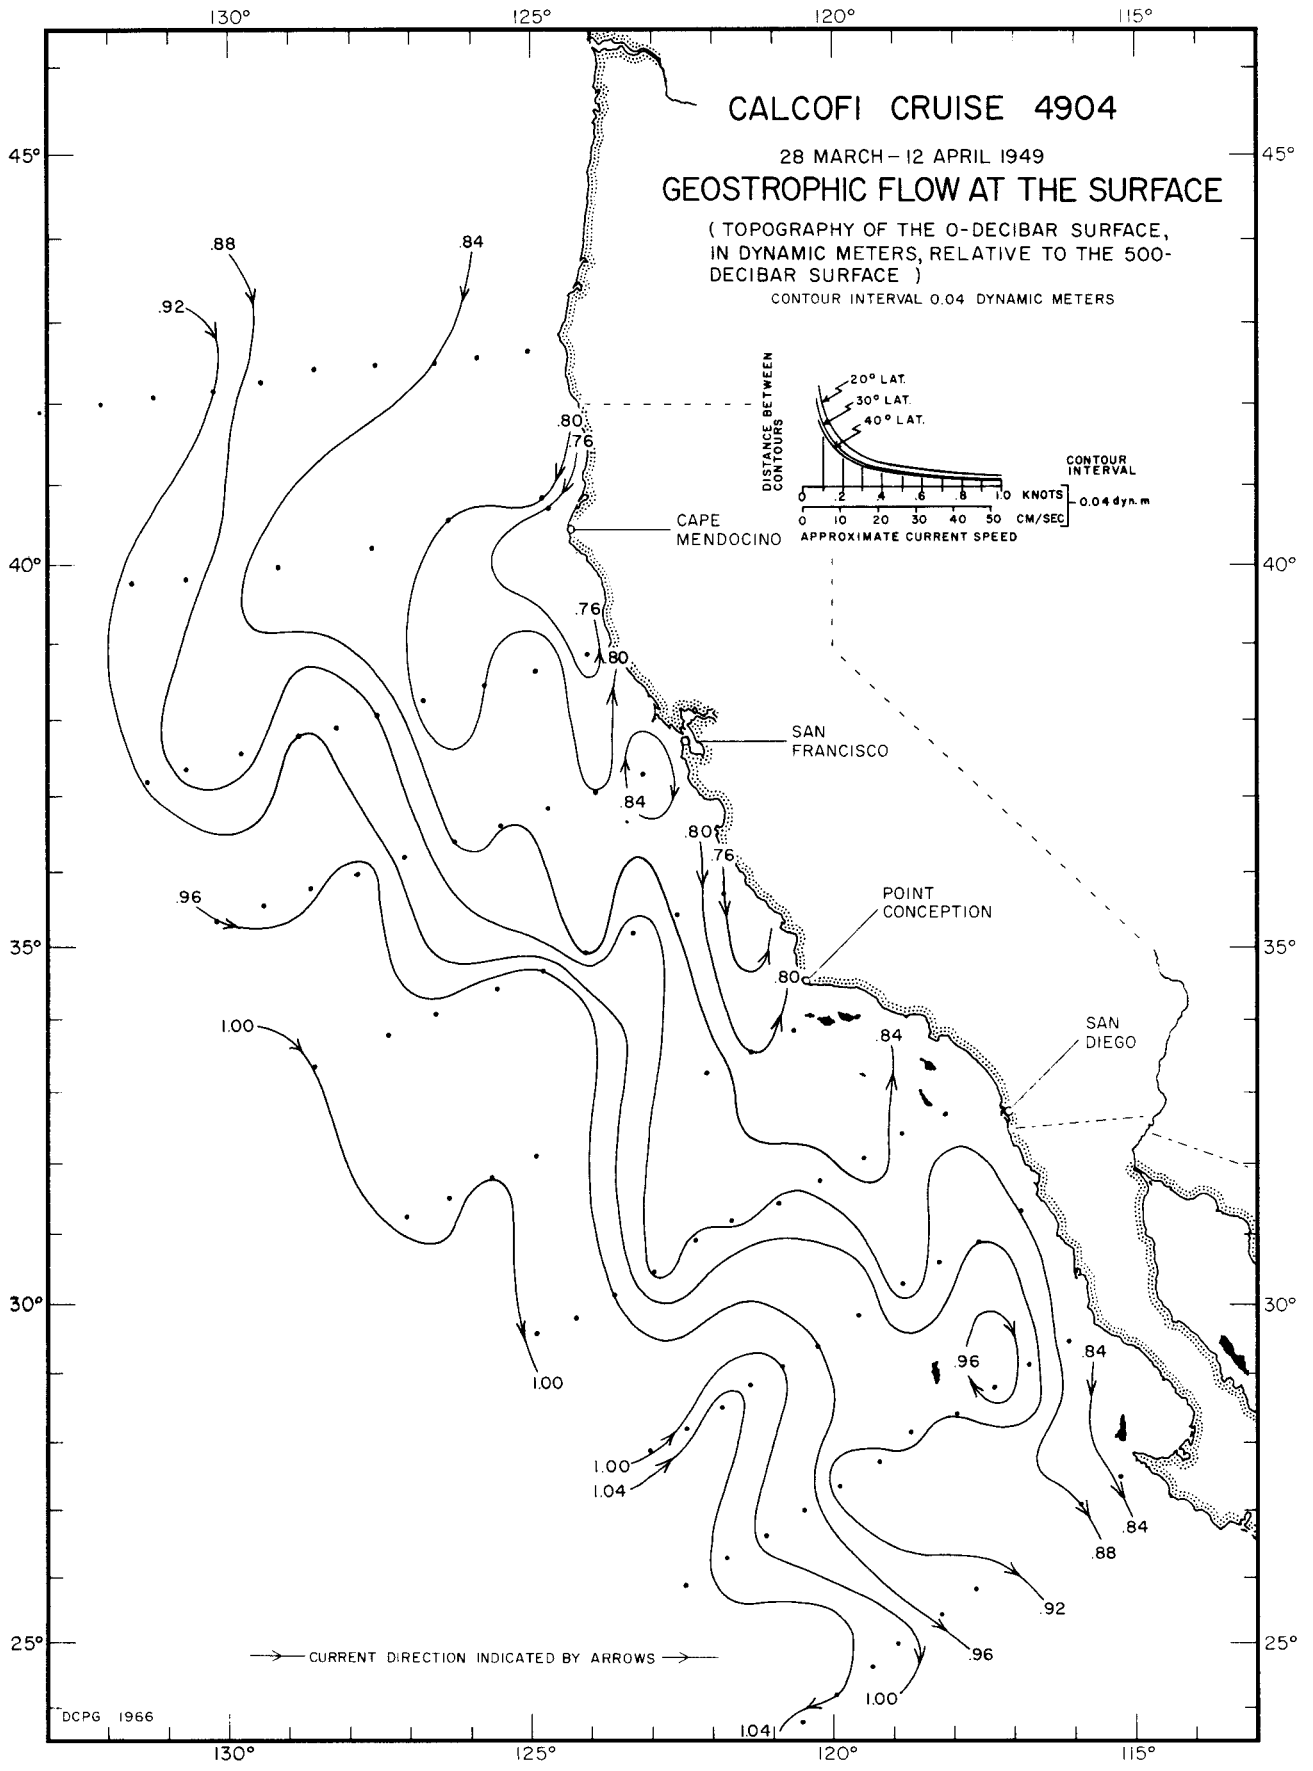 130° 125° 120° 115°
CALCOFI CRUISE 4904
45° 45°
28 MARCH – 12 APRIL 1949
GEOSTROPHIC FLOW AT THE SURFACE
( TOPOGRAPHY OF THE 0-DECIBAR SURFACE,
IN DYNAMIC METERS, RELATIVE TO THE 500-
DECIBAR SURFACE )
CONTOUR INTERVAL 0.04 DYNAMIC METERS
.88 .84
.92
DISTANCE BETWEEN
CONTOURS
20° LAT.
30° LAT.
40° LAT.
CONTOUR
INTERVAL
0 .2 .4 .6 .8 1.0 KNOTS
0.04 dyn. m
0 10 20 30 40 50 CM/SEC
APPROXIMATE CURRENT SPEED
.80
.76
CAPE
MENDOCINO
40° 40°
.76
.80
SAN
FRANCISCO
.84
.80
.76
.96
POINT
CONCEPTION
35° 35°
.80
1.00
.84
SAN
DIEGO
30° 30°
.96
.84
1.00
1.00
1.04
.84
.88
.92
25° 25°
.96
CURRENT DIRECTION INDICATED BY ARROWS
1.00
DCPG 1966
1.04
130° 125° 120° 115°